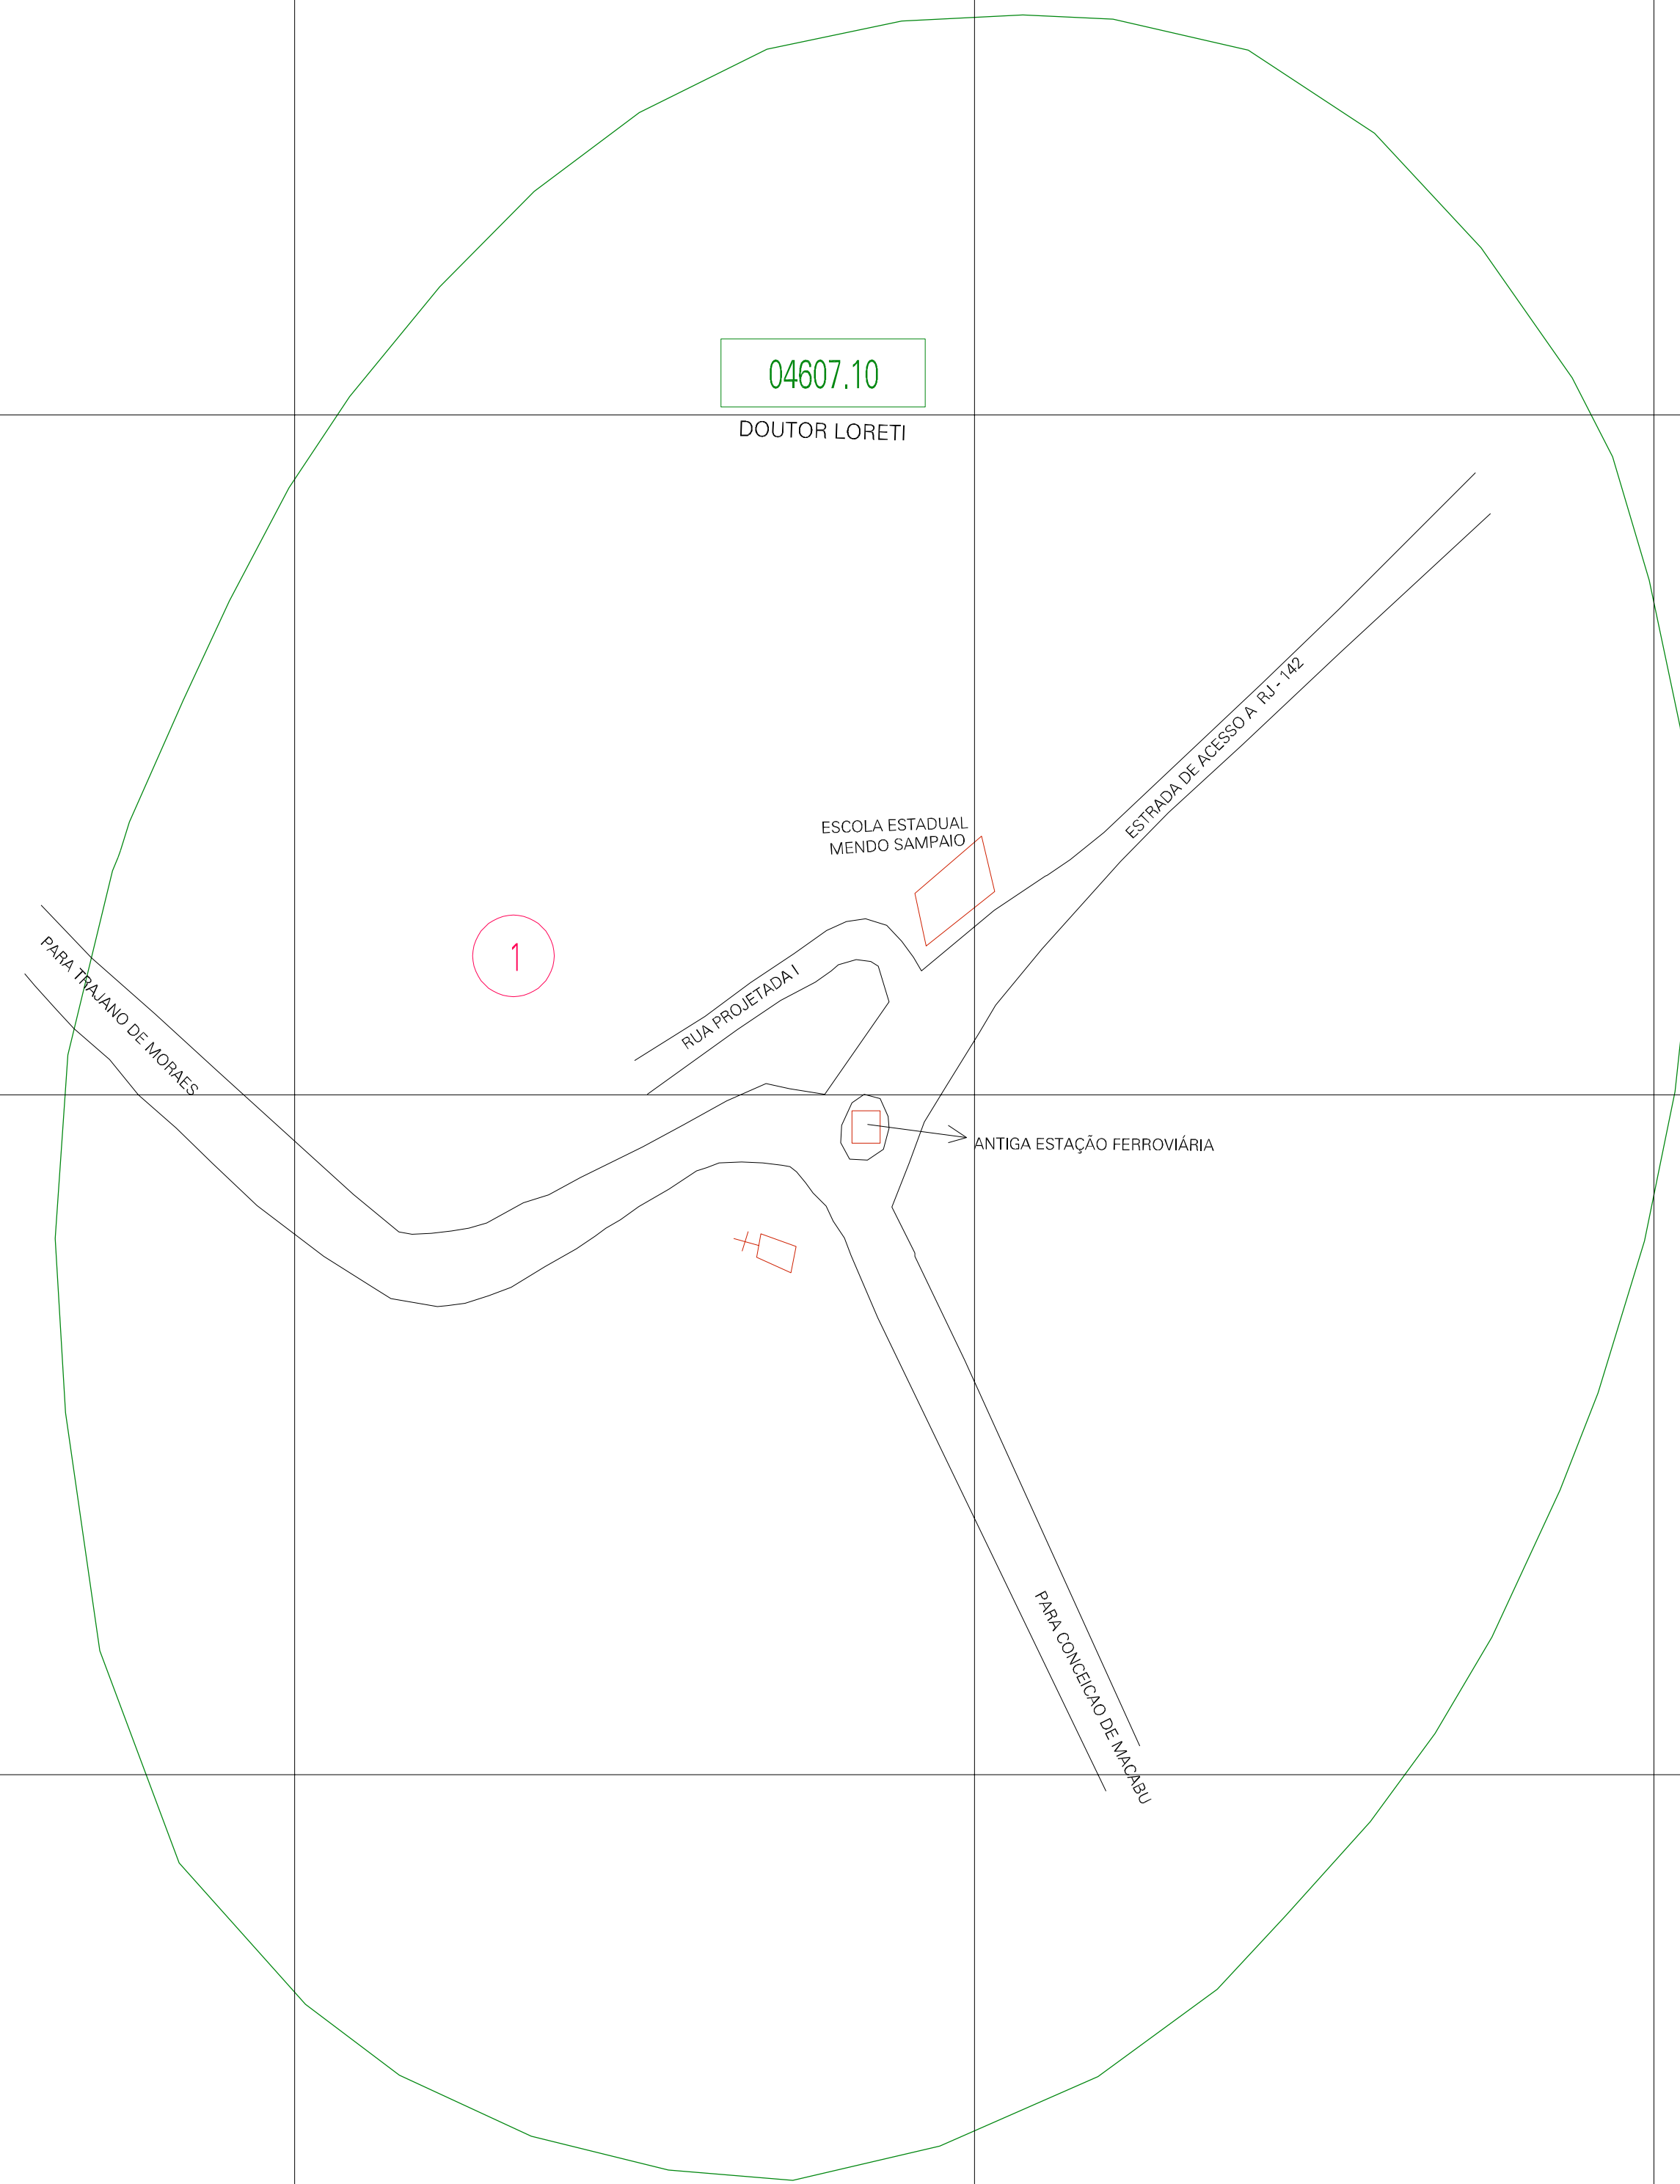 04607.10
DOUTOR LORETI
ESTRADA DE ACESSO A RJ - 142
ESCOLA ESTADUAL
MENDO SAMPAIO
1
RUA PROJETADA I
PARA TRAJANO DE MORAES
ANTIGA ESTAÇÃO FERROVIÁRIA
PARA CONCEICAO DE MACABU